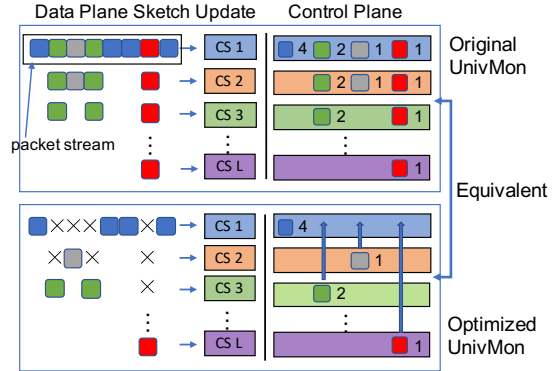 Data Plane Sketch Update Control Plane
CS 1 4 2 1 1
CS 2 2 1 1
CS 3 2 1
CS L 1
packet stream
Original
UnivMon
Equivalent
CS 1 4
CS 2 1
CS 3 2
CS L 1
Optimized
UnivMon